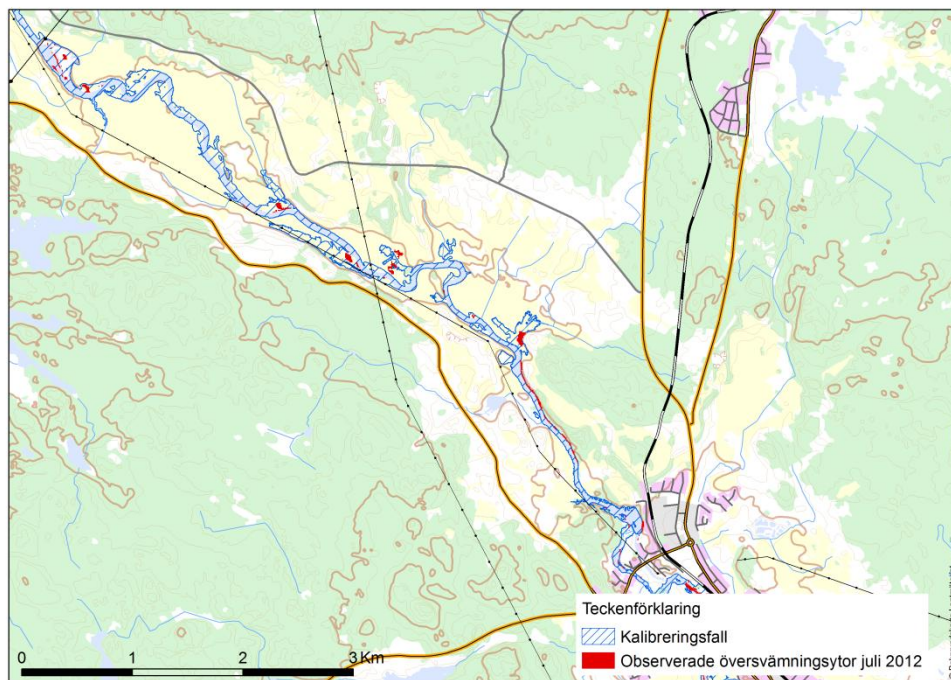 Teckenförklaring
Kalibreringsfall
Observerade översvämningsytor juli 2012
0 1 2 3 Km